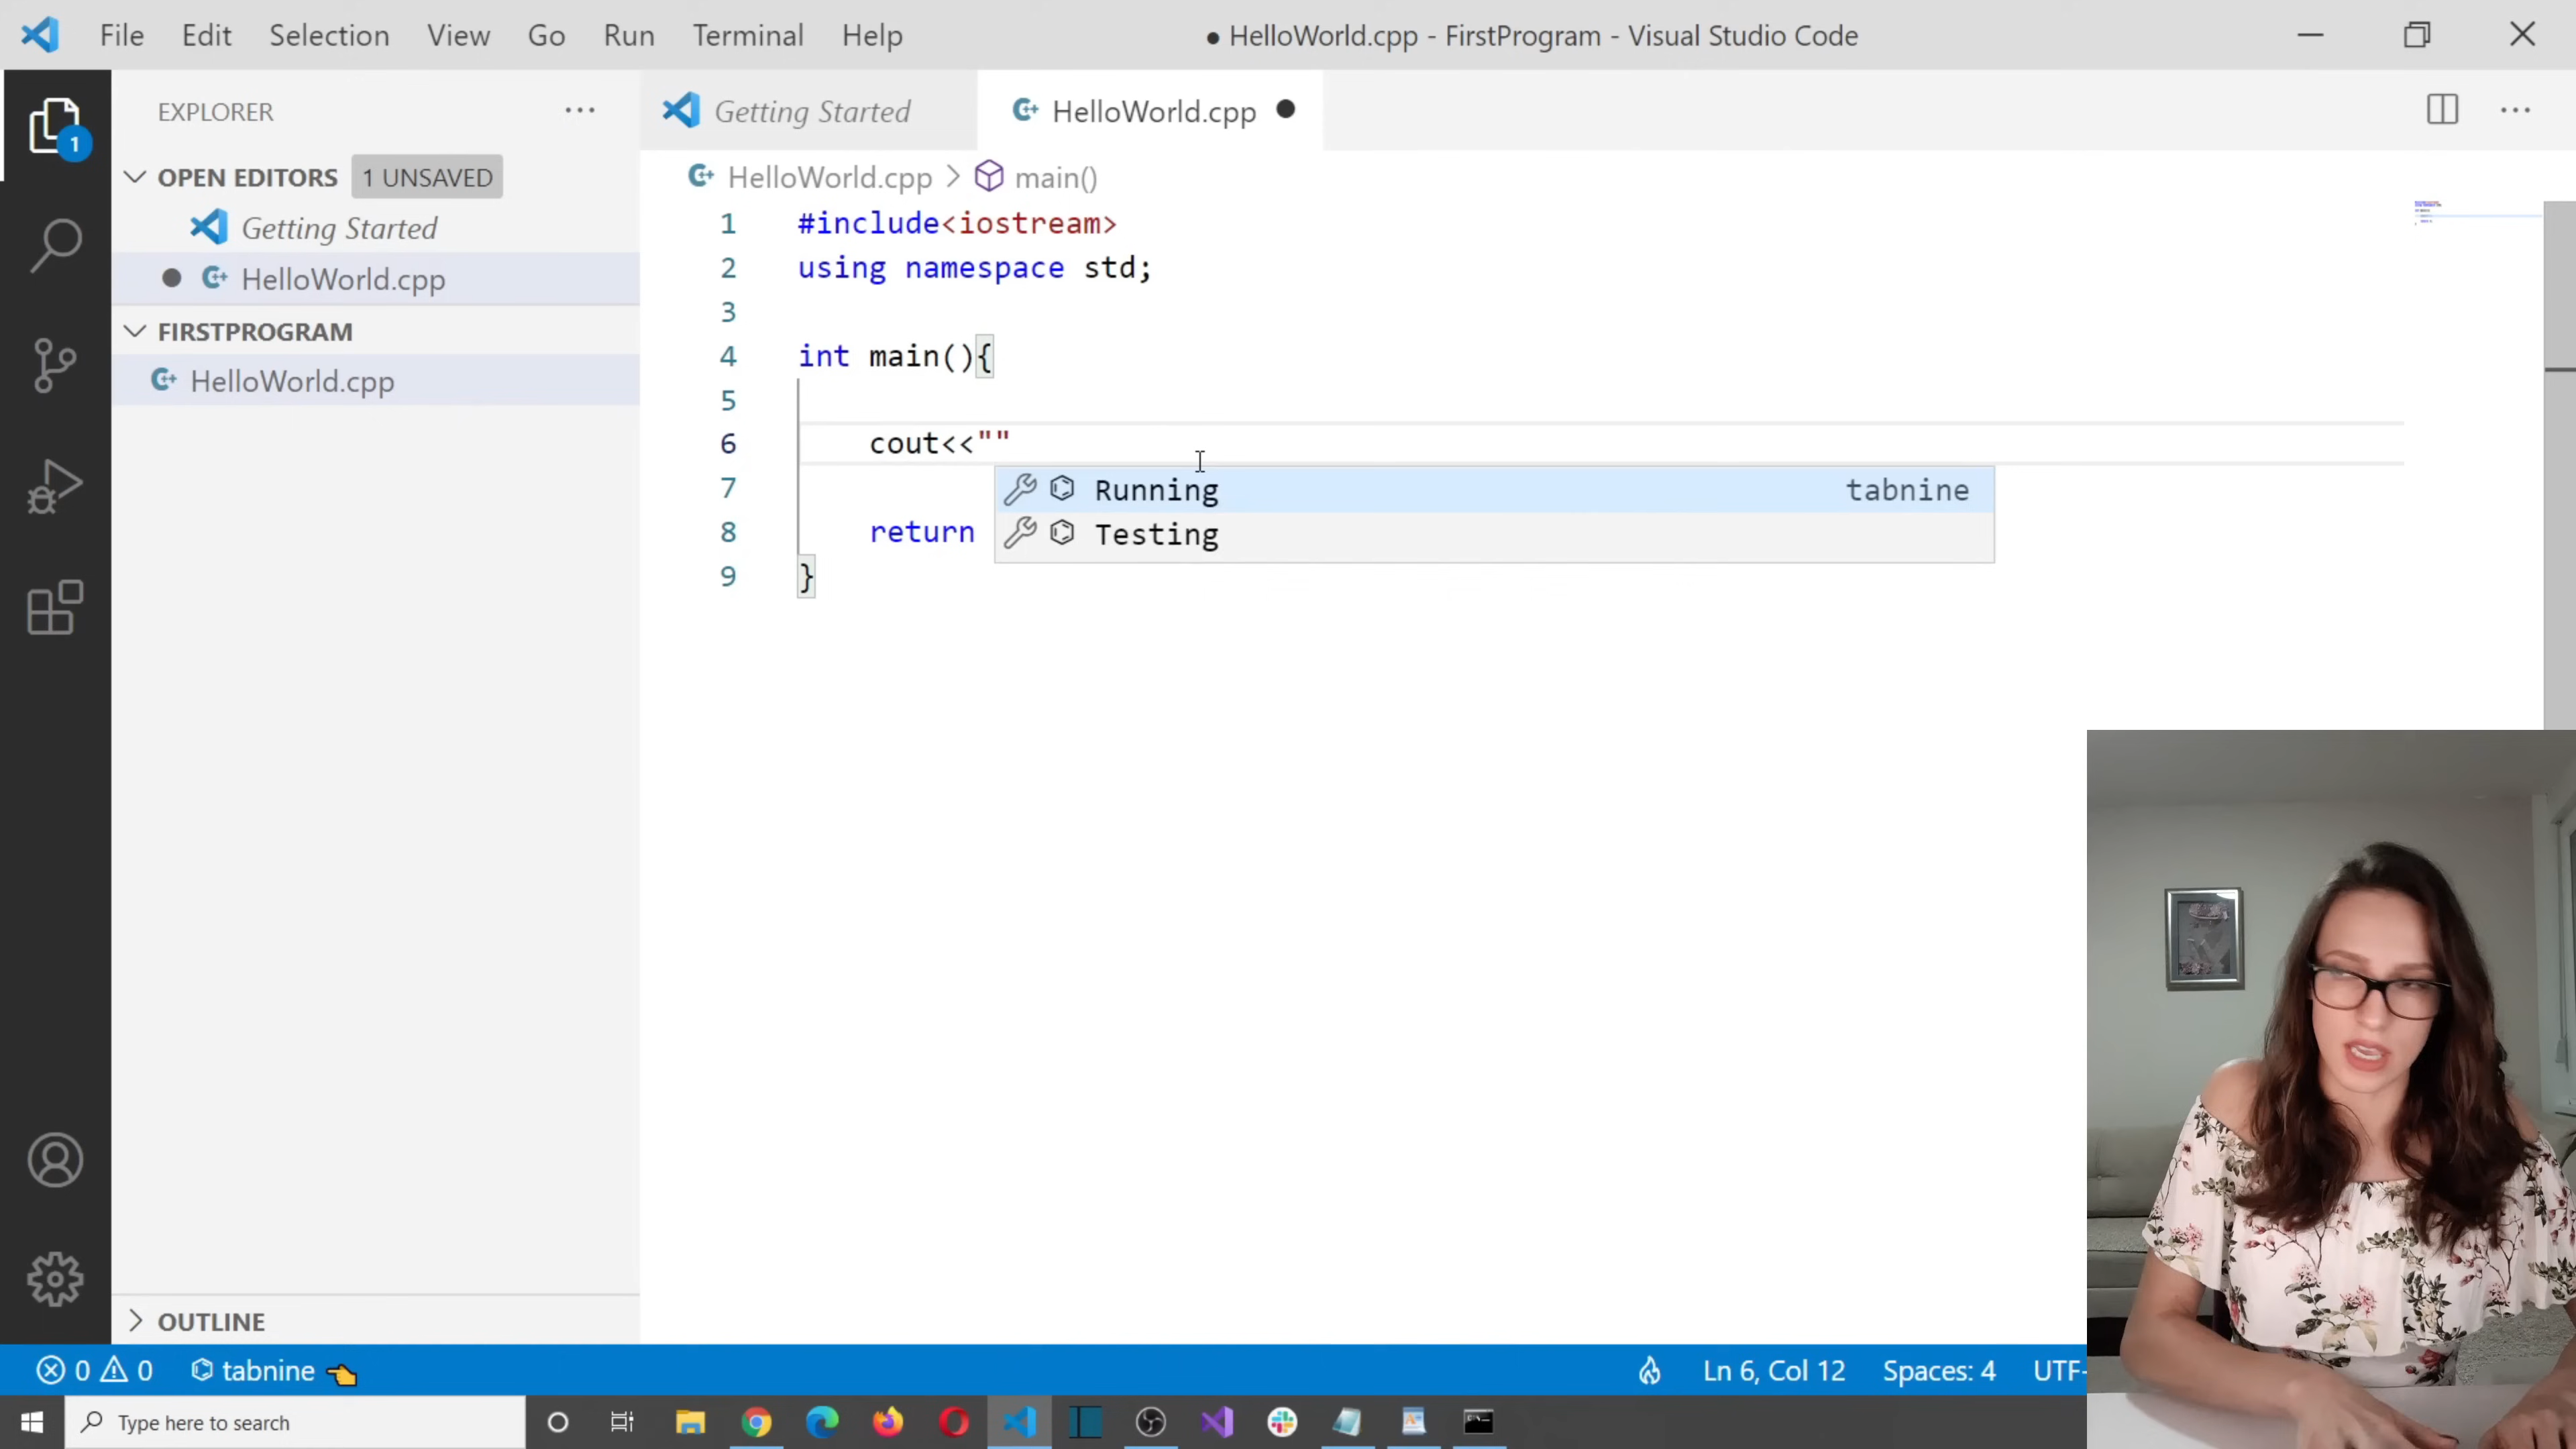 File Edit Selection View Go Run Terminal Help
● HelloWorld.cpp - FirstProgram - Visual Studio Code
EXPLORER
Getting Started
HelloWorld.cpp
1
OPEN EDITORS 1 UNSAVED
Getting Started
HelloWorld.cpp
FIRSTPROGRAM
HelloWorld.cpp
HelloWorld.cpp > main()
1 #include<iostream>
2 using namespace std;
3
4 int main(){
5
6 cout<<""
7
8 return
9 }
Running tabnine
Testing
OUTLINE
0 0 tabnine
Ln 6, Col 12 Spaces: 4 UTF-
Type here to search